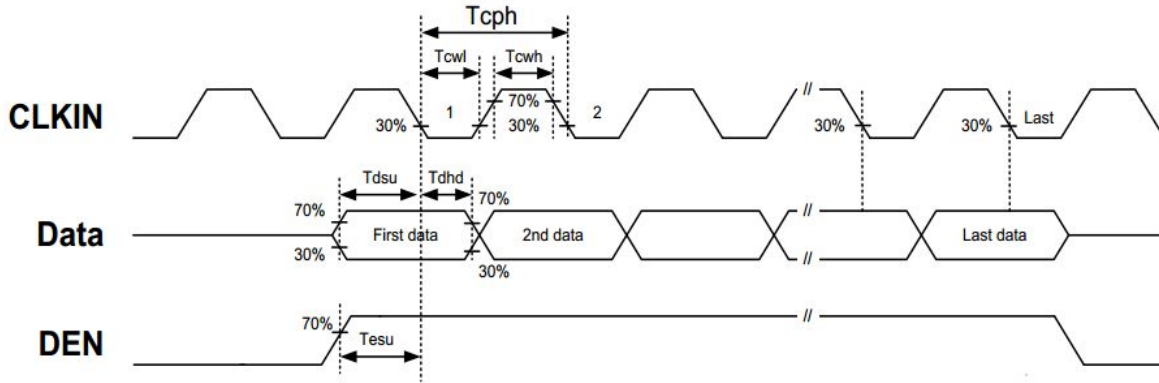 Tcph
Tcwl Tcwh
CLKIN 30% 1 70% 30% 2 // 30% 30% Last
Tdsu Tdhd
70% 70%
Data First data 2nd data // // Last data
30% 30%
70% //
DEN Tesu